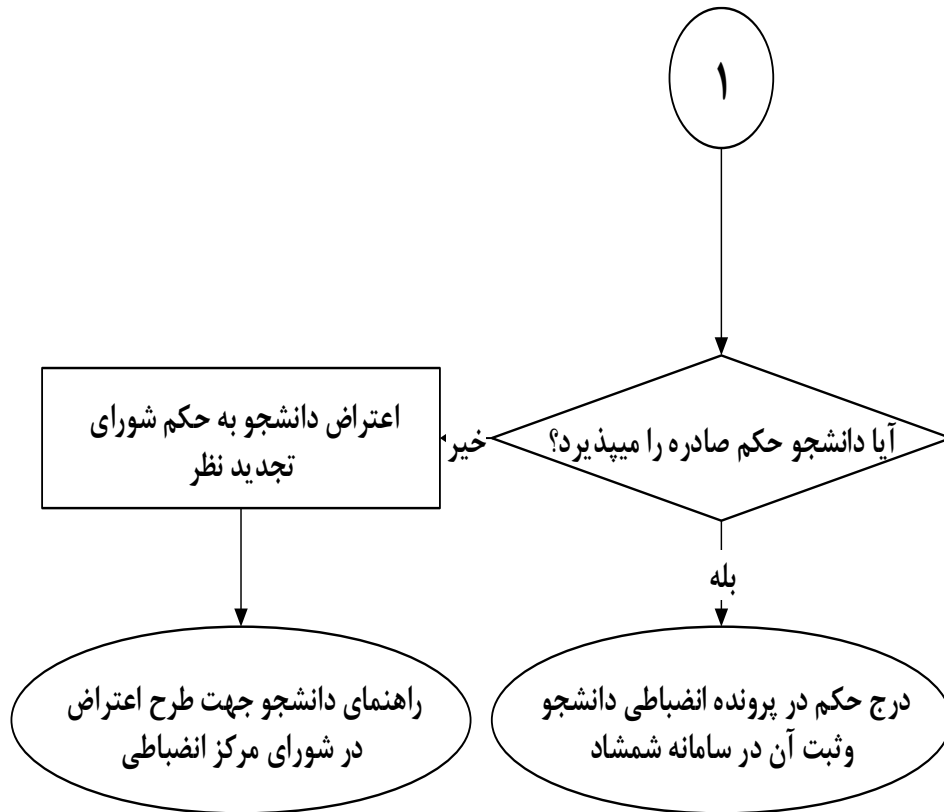 ۱
آیا دانشجو حکم صادره را میپذیرد؟
خیر
اعتراض دانشجو به حکم شورای
تجدید نظر
بله
درج حکم در پرونده انضباطی دانشجو
وثبت آن در سامانه شمشاد
راهنمای دانشجو جهت طرح اعتراض
در شورای مرکز انضباطی